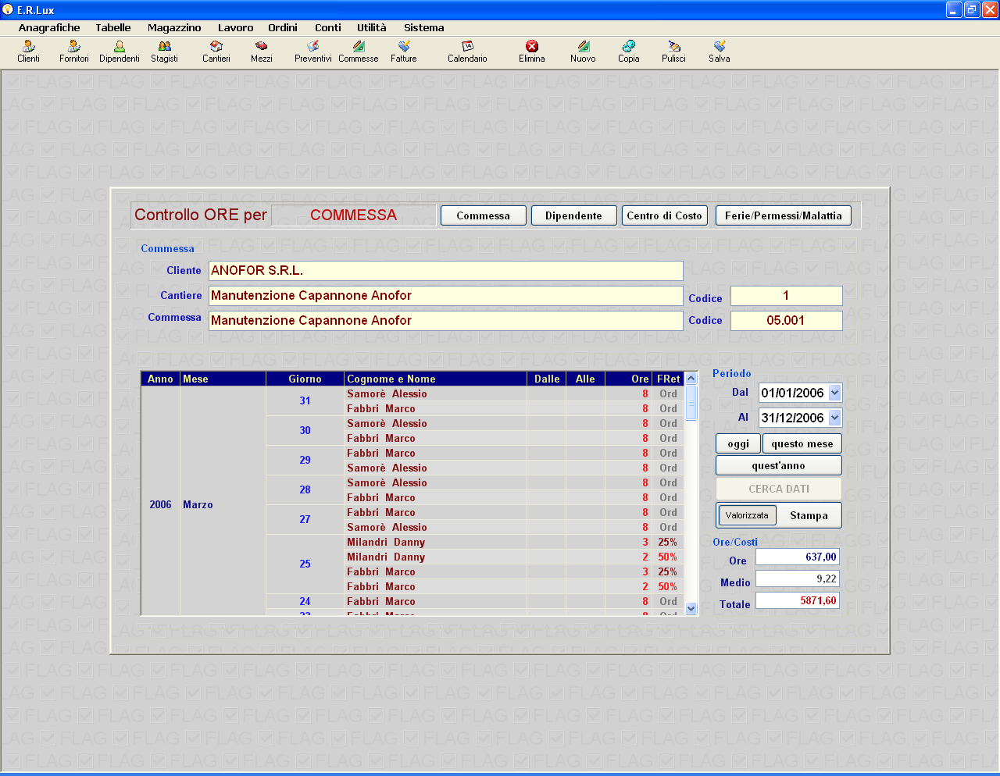 E.R.Lux
Anagrafiche Tabelle Magazzino Lavoro Ordini Conti Utilità Sistema
Clienti Fornitori Dipendenti Stagisti Cantieri Mezzi Preventivi Commesse Fatture Calendario Elimina Nuovo Copia Pulisci Salva
Controllo ORE per COMMESSA Commessa Dipendente Centro di Costo Ferie/Permessi/Malattia
Commessa
Cliente ANOFOR S.R.L.
Cantiere Manutenzione Capannone Anofor Codice 1
Commessa Manutenzione Capannone Anofor Codice 05.001
Anno Mese Giorno Cognome e Nome Dalle Alle Ore FRet
2006 Marzo
31 Samorè Alessio 8 Ord
Fabbri Marco 8 Ord
30 Samorè Alessio 8 Ord
Fabbri Marco 8 Ord
29 Fabbri Marco 8 Ord
Samorè Alessio 8 Ord
28 Samorè Alessio 8 Ord
Fabbri Marco 8 Ord
27 Fabbri Marco 8 Ord
Samorè Alessio 8 Ord
25 Milandri Danny 3 25%
Milandri Danny 2 50%
Fabbri Marco 3 25%
Fabbri Marco 2 50%
24 Fabbri Marco 8 Ord
23 Fabbri Marco 8 Ord
Periodo
Dal 01/01/2006
Al 31/12/2006
oggi questo mese
quest'anno
CERCA DATI
Valorizzata Stampa
Ore/Costi
Ore 637,00
Medio 9,22
Totale 5871,60